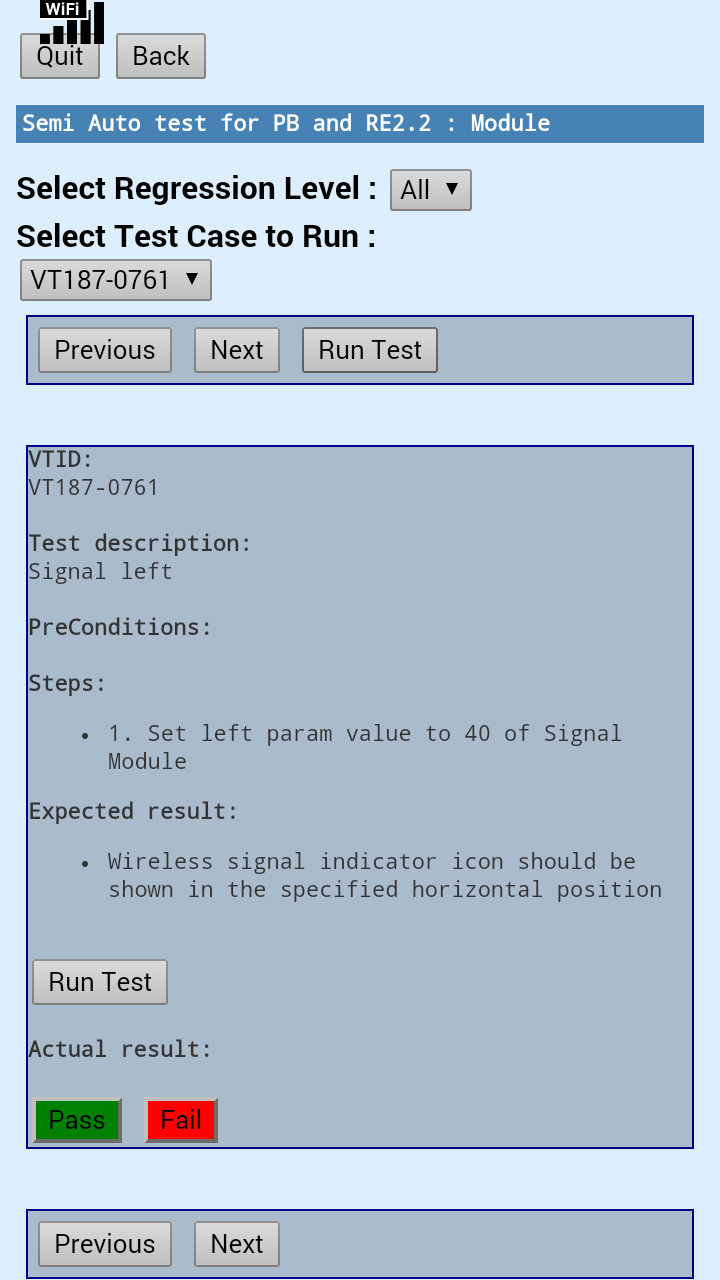 WiFi
Quit Back
Semi Auto test for PB and RE2.2 : Module
Select Regression Level : All ▼
Select Test Case to Run :
VT187-0761 ▼
Previous Next Run Test
VTID:
VT187-0761
Test description:
Signal left
PreConditions:
Steps:
• 1. Set left param value to 40 of Signal
Module
Expected result:
• Wireless signal indicator icon should be
shown in the specified horizontal position
Run Test
Actual result:
Pass Fail
Previous Next